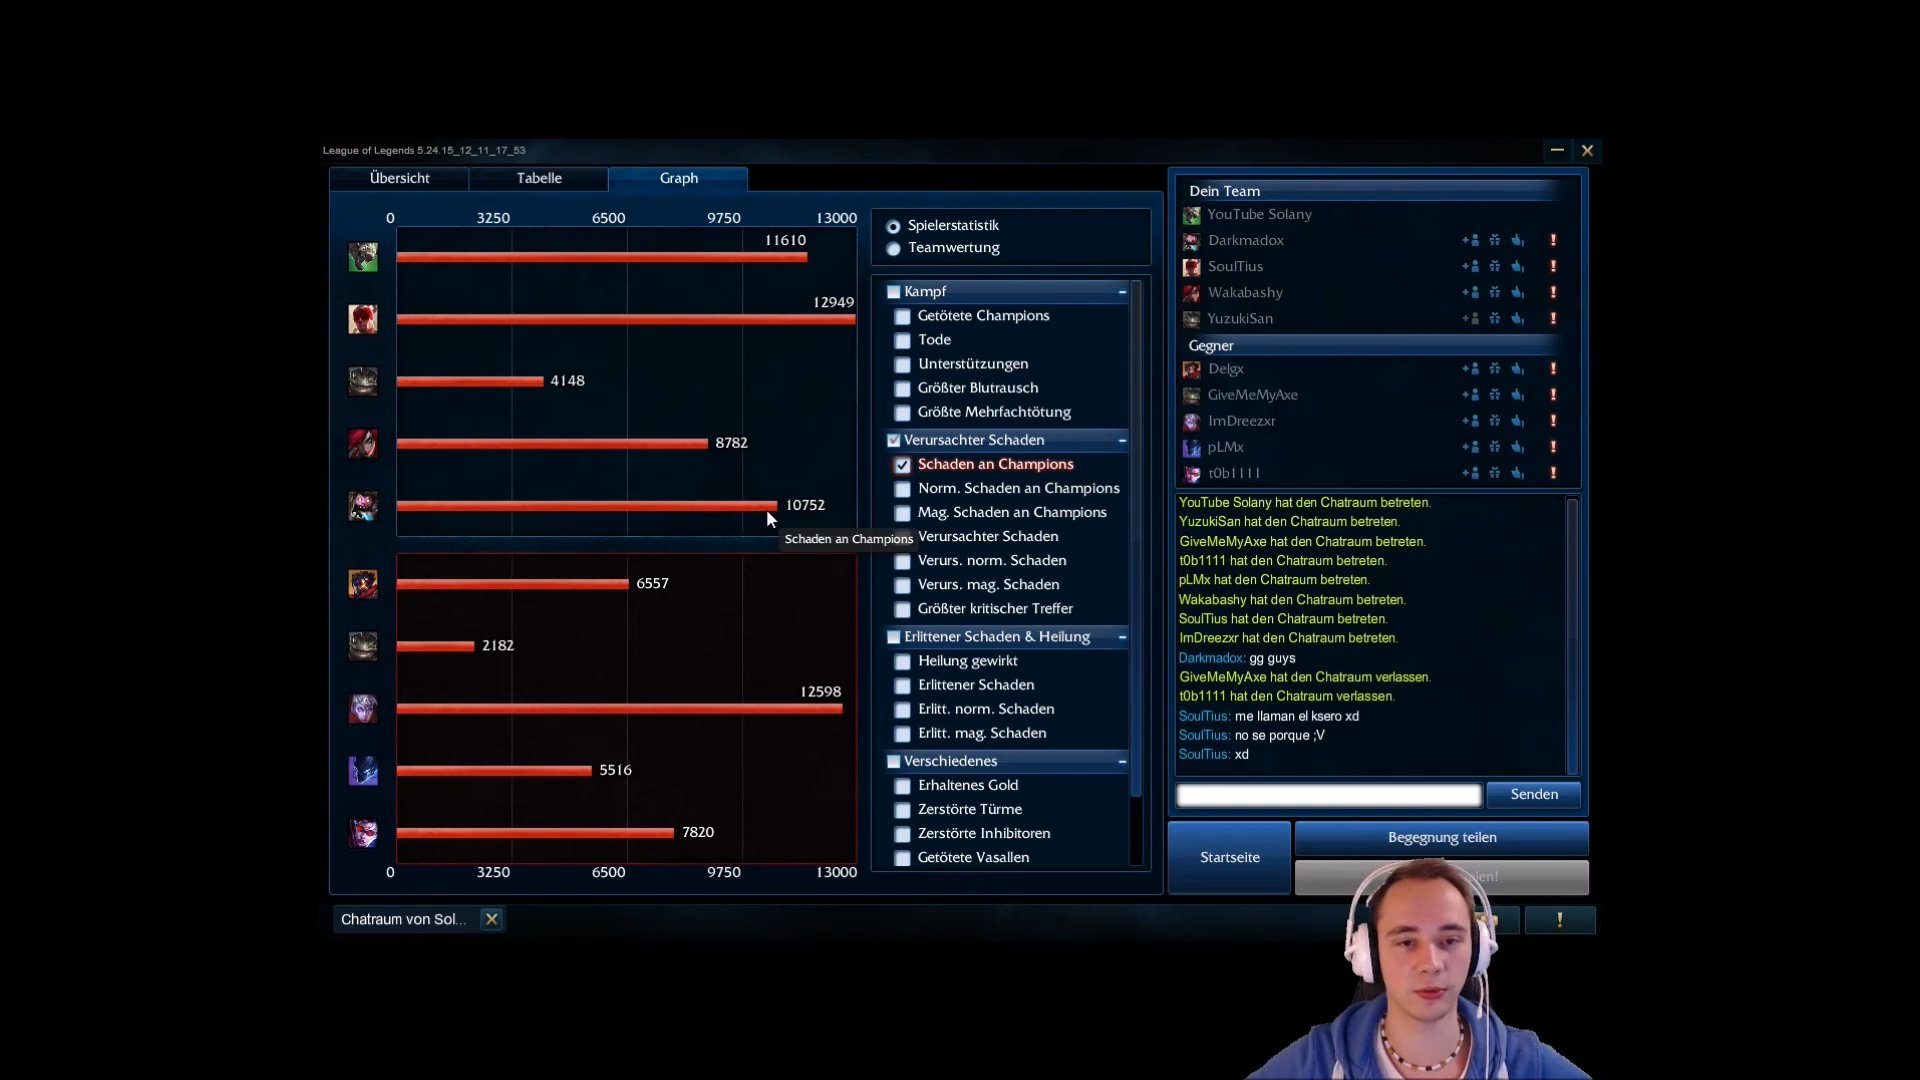 League of Legends 5.24.15_12_11_17_53
Übersicht
Tabelle
Graph
0 3250 6500 9750 13000
11610
12949
4148
8782
10752
Schaden an Champions
6557
2182
12598
5516
7820
0 3250 6500 9750 13000
Spielerstatistik
Teamwertung
Kampf
Getötete Champions
Tode
Unterstützungen
Größter Blutrausch
Größte Mehrfachtötung
Verursachter Schaden
Schaden an Champions
Norm. Schaden an Champions
Mag. Schaden an Champions
Verursachter Schaden
Verurs. norm. Schaden
Verurs. mag. Schaden
Größter kritischer Treffer
Erlittener Schaden & Heilung
Heilung gewirkt
Erlittener Schaden
Erlitt. norm. Schaden
Erlitt. mag. Schaden
Verschiedenes
Erhaltenes Gold
Zerstörte Türme
Zerstörte Inhibitoren
Getötete Vasallen
Dein Team
YouTube Solany
Darkmadox
SoulTius
Wakabashy
YuzukiSan
Gegner
Delgx
GiveMeMyAxe
ImDreezxr
pLMx
t0b1111
YouTube Solany hat den Chatraum betreten.
YuzukiSan hat den Chatraum betreten.
GiveMeMyAxe hat den Chatraum betreten.
t0b1111 hat den Chatraum betreten.
pLMx hat den Chatraum betreten.
Wakabashy hat den Chatraum betreten.
SoulTius hat den Chatraum betreten.
ImDreezxr hat den Chatraum betreten.
Darkmadox: gg guys
GiveMeMyAxe hat den Chatraum verlassen.
t0b1111 hat den Chatraum verlassen.
SoulTius: me llaman el ksero xd
SoulTius: no se porque ;V
SoulTius: xd
Senden
Startseite
Begegnung teilen
Chatraum von Sol...